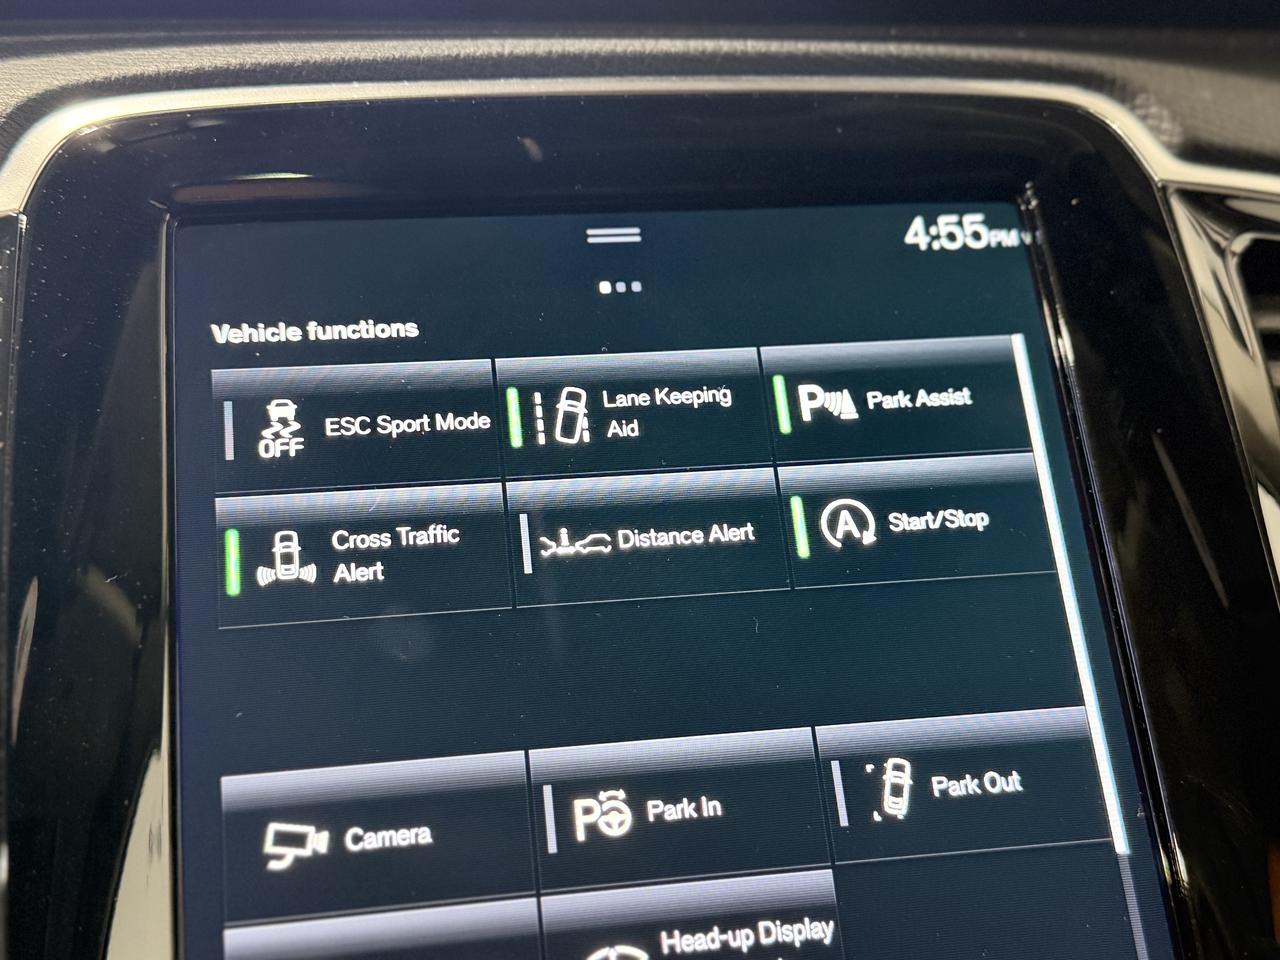 4:55PM
Vehicle functions
OFF
ESC Sport Mode
Lane Keeping
Aid
P
Park Assist
Cross Traffic
Alert
Distance Alert
A
Start/Stop
Camera
P
Park In
Park Out
Head-up Display